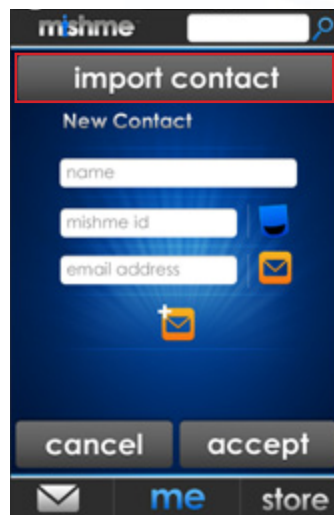 mishme
import contact
New Contact
name
mishme id
email address
cancel accept
me store